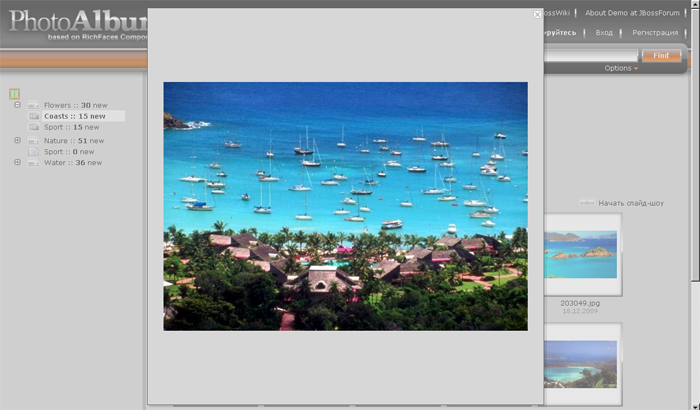 PhotoAlbu
based on RichFaces Compo
ossWiki
About Demo at JBossForum
Вход
Регистрация
Find
Options
Flowers :: 30 new
Coasts :: 15 new
Sport :: 15 new
Nature :: 51 new
Sport :: 0 new
Water :: 36 new
Начать слайд-шоу
203049.jpg
18.12.2009